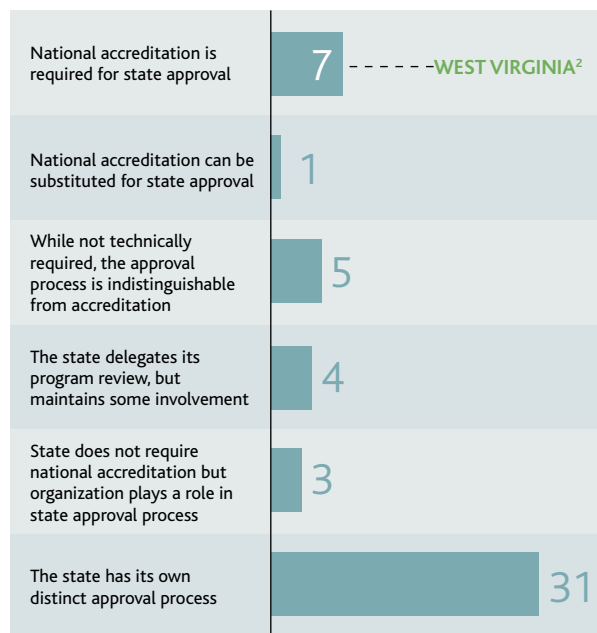 National accreditation is
required for state approval
7
WEST VIRGINIA²
National accreditation can be
substituted for state approval
1
While not technically
required, the approval
process is indistinguishable
from accreditation
5
The state delegates its
program review, but
maintains some involvement
4
State does not require
national accreditation but
organization plays a role in
state approval process
3
The state has its own
distinct approval process
31